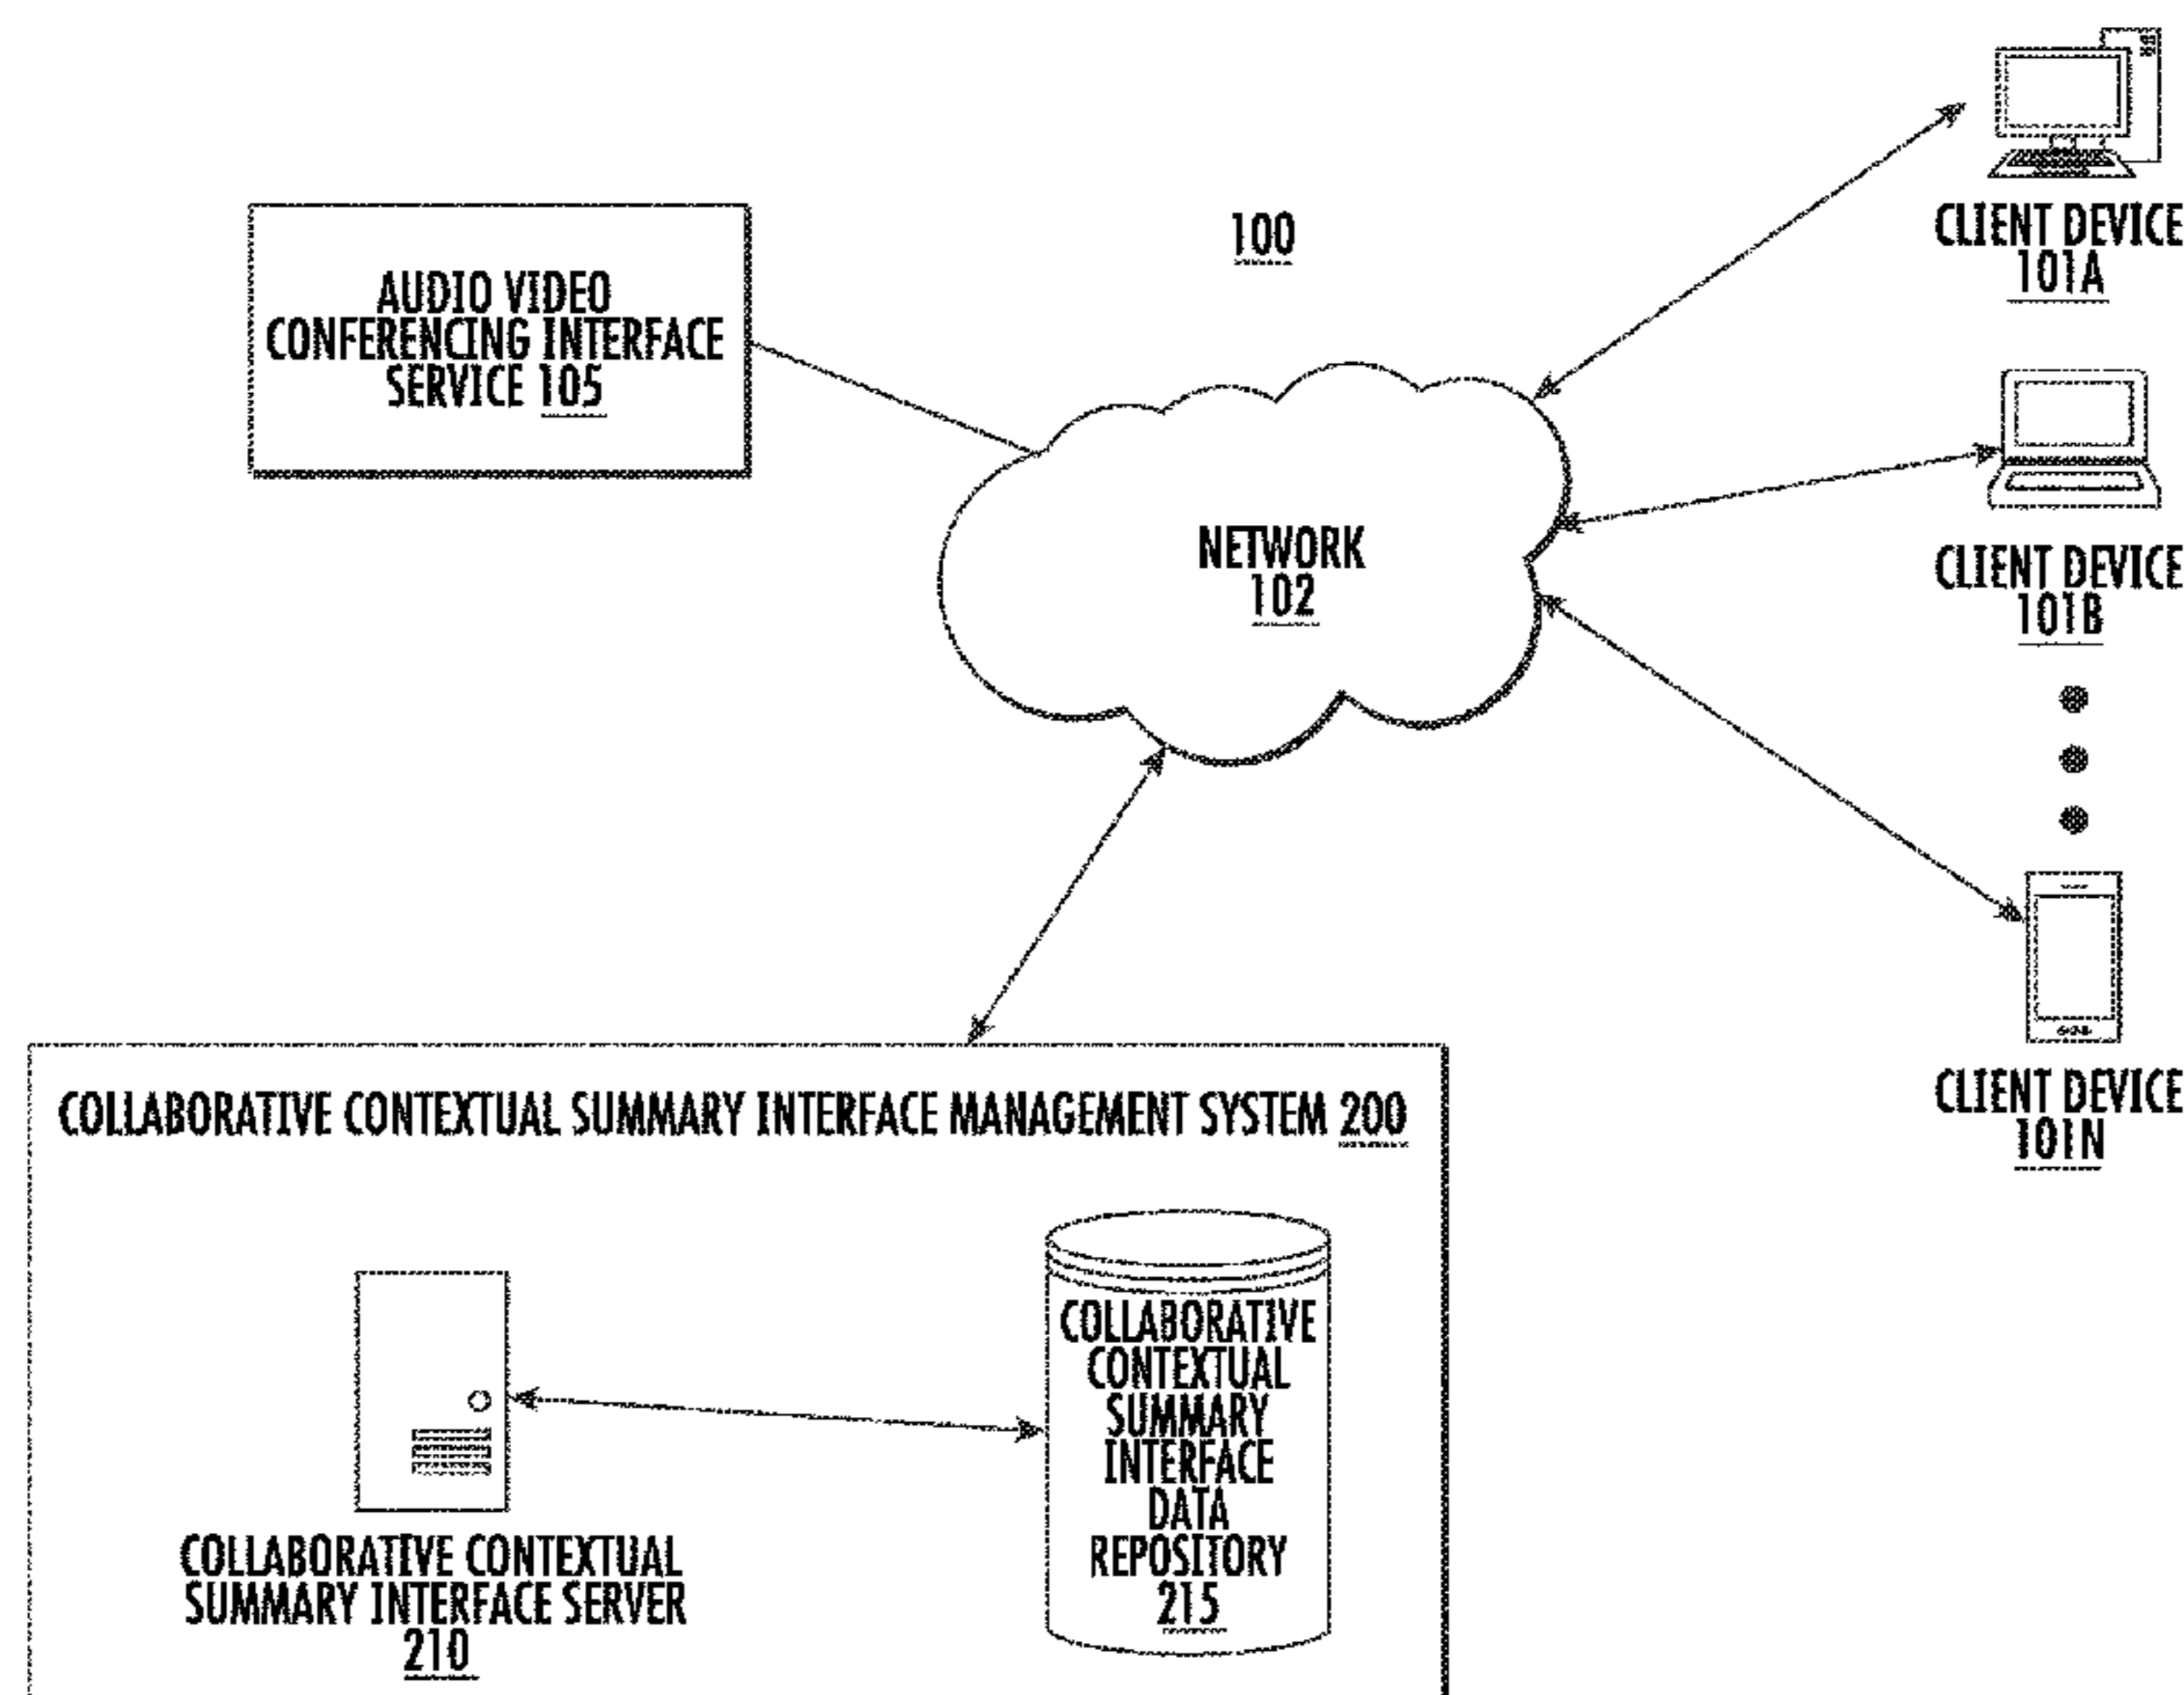 100
AUDIO VIDEO
CONFERENCING INTERFACE
SERVICE 105
NETWORK
102
CLIENT DEVICE
101A
CLIENT DEVICE
101B
CLIENT DEVICE
101N
COLLABORATIVE CONTEXTUAL SUMMARY INTERFACE MANAGEMENT SYSTEM 200
COLLABORATIVE CONTEXTUAL
SUMMARY INTERFACE SERVER
210
COLLABORATIVE
CONTEXTUAL
SUMMARY
INTERFACE
DATA
REPOSITORY
215